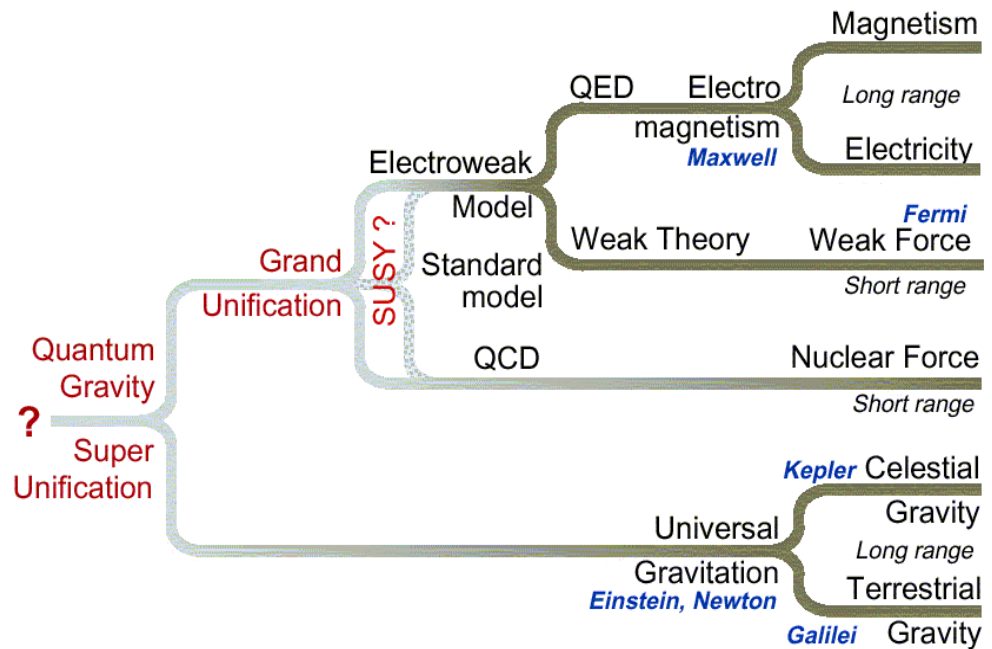 Magnetism
QED
Electro
Long range
magnetism
Maxwell
Electricity
Electroweak
Model
Fermi
Weak Theory
Weak Force
Short range
Grand
Unification
SUSY ?
Standard
model
QCD
Nuclear Force
Short range
Quantum
Gravity
?
Super
Unification
Kepler Celestial
Gravity
Universal
Gravitation
Einstein, Newton
Long range
Terrestrial
Galilei Gravity